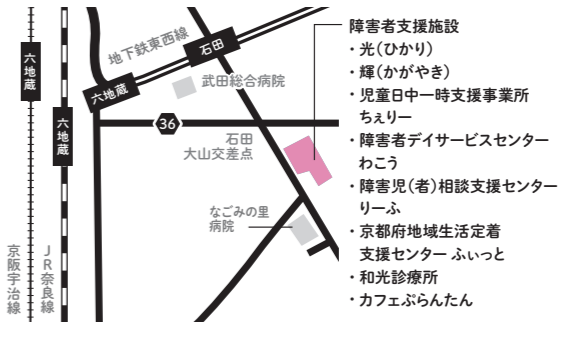 六地蔵
六地蔵
六地蔵
地下鉄東西線
石田
武田総合病院
36
石田
大山交差点
なごみの里
病院
京阪宇治線
JR奈良線
障害者支援施設
・光(ひかり)
・輝(かがやき)
・児童日中一時支援事業所
ちぇりー
・障害者デイサービスセンター
わこう
・障害児(者)相談支援センター
りーふ
・京都府地域生活定着
支援センター ふぃっと
・和光診療所
・カフェぷらんたん